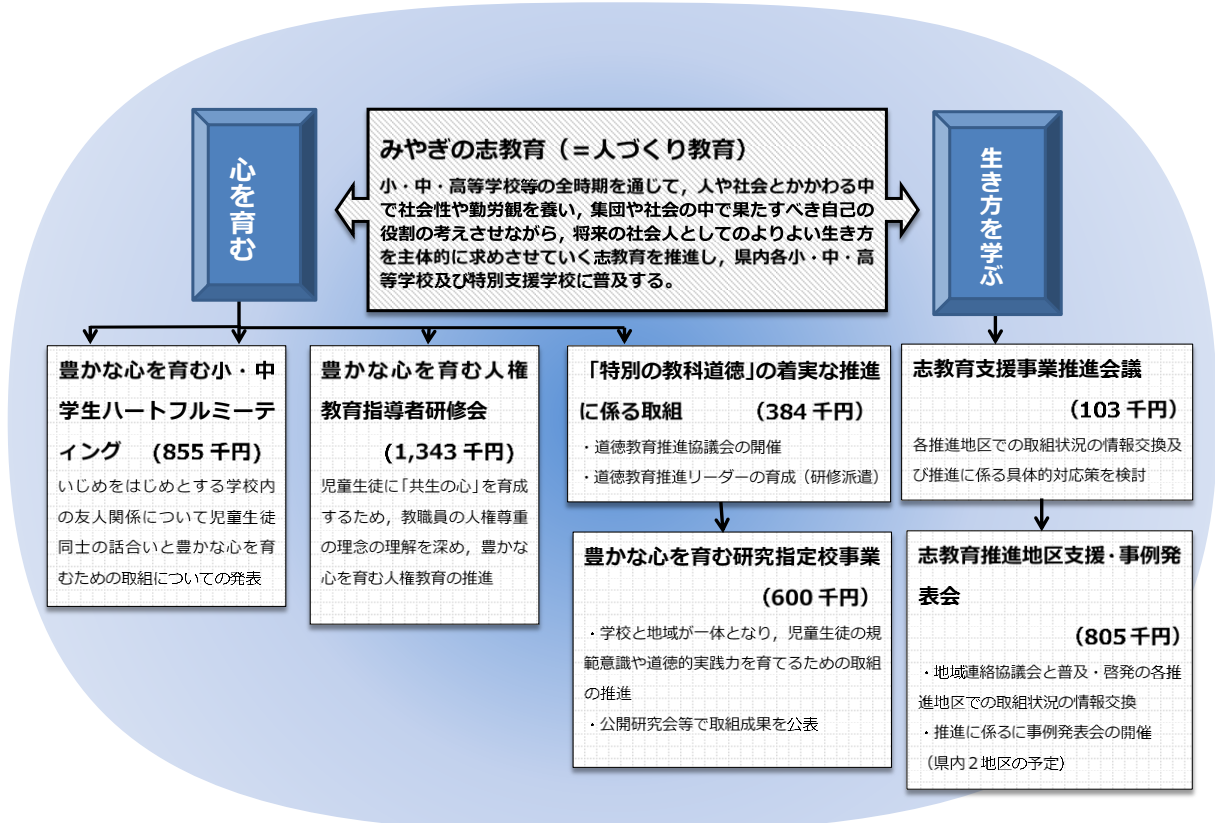 みやぎの志教育（＝人づくり教育）
小・中・高等学校等の全時期を通じて，人や社会とかかわる中
で社会性や勤労観を養い，集団や社会の中で果たすべき自己の
役割の考えさせながら，将来の社会人としてのよりよい生き方
を主体的に求めさせていく志教育を推進し，県内各小・中・高
等学校及び特別支援学校に普及する。
心を育む
生き方を学ぶ
豊かな心を育む小・中
学生ハートフルミーテ
ィング　(855 千円)
いじめをはじめとする学校内
の友人関係について児童生徒
同士の話合いと豊かな心を育
むための取組についての発表
豊かな心を育む人権
教育指導者研修会
(1,343 千円)
児童生徒に「共生の心」を育成
するため，教職員の人権尊重
の理念の理解を深め，豊かな
心を育む人権教育の推進
「特別の教科道徳」の着実な推進
に係る取組　（384 千円）
・道徳教育推進協議会の開催
・道徳教育推進リーダーの育成（研修派遣）
豊かな心を育む研究指定校事業
（600 千円）
・学校と地域が一体となり，児童生徒の規
範意識や道徳的実践力を育てるための取組
の推進
・公開研究会等で取組成果を公表
志教育支援事業推進会議
（103 千円）
各推進地区での取組状況の情報交換及
び推進に係る具体的対応策を検討
志教育推進地区支援・事例発
表会
（805 千円）
・地域連絡協議会と普及・啓発の各推
進地区での取組状況の情報交換
・推進に係るに事例発表会の開催
（県内２地区の予定）